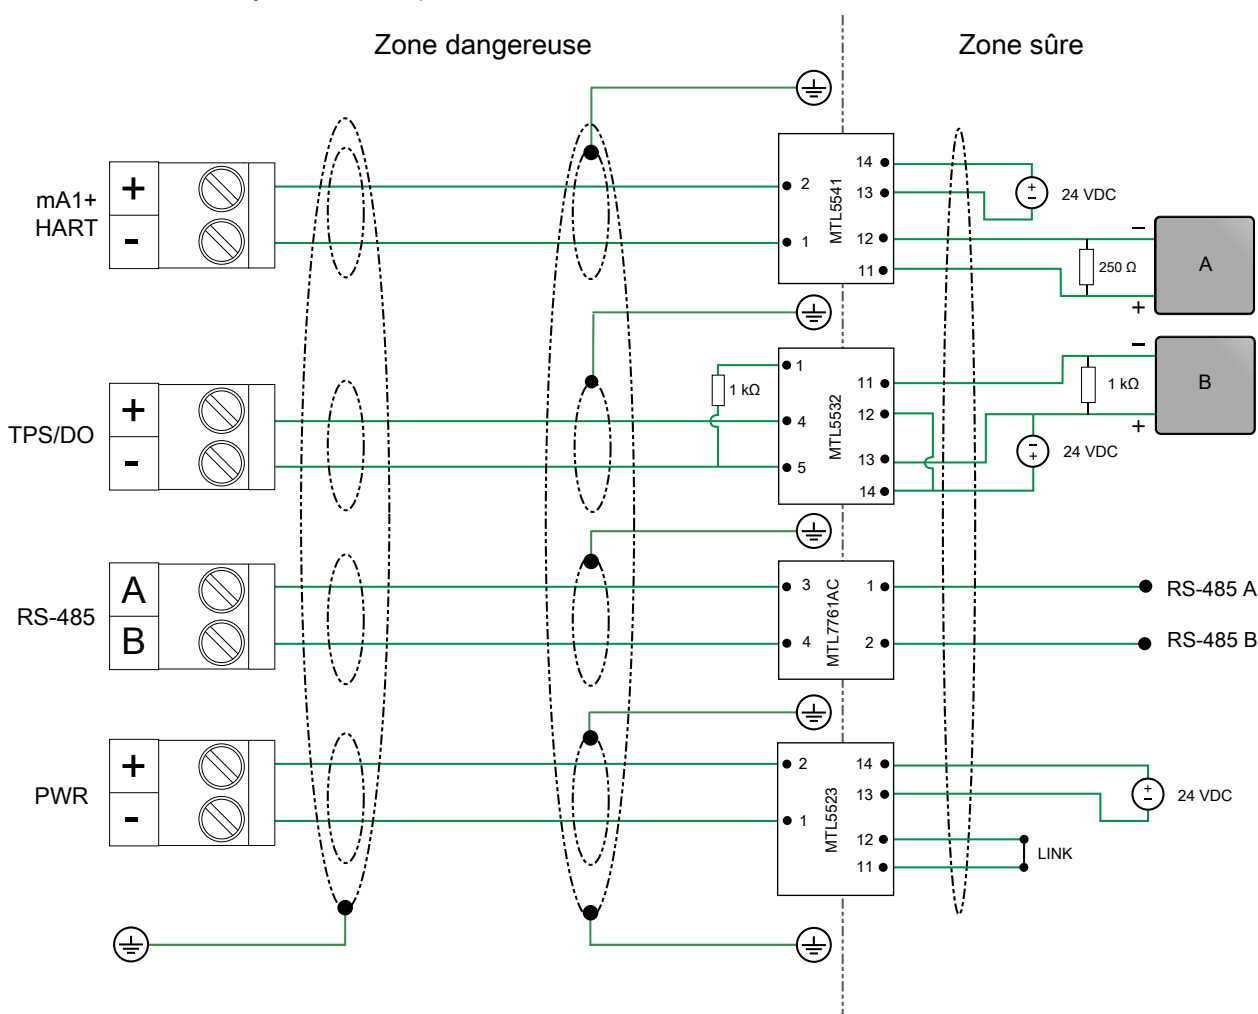 Zone dangereuse
Zone sûre
mA1+
HART
+
-
2
1
MTL5541
14
13
12
11
+
−
24 VDC
−
250 Ω
+
A
TPS/DO
+
-
1 kΩ
1
4
5
MTL5532
11
12
13
14
−
+
24 VDC
−
1 kΩ
+
B
RS-485
A
B
3
4
MTL7761AC
1
2
RS-485 A
RS-485 B
PWR
+
-
2
1
MTL5523
14
13
12
11
+
−
24 VDC
LINK